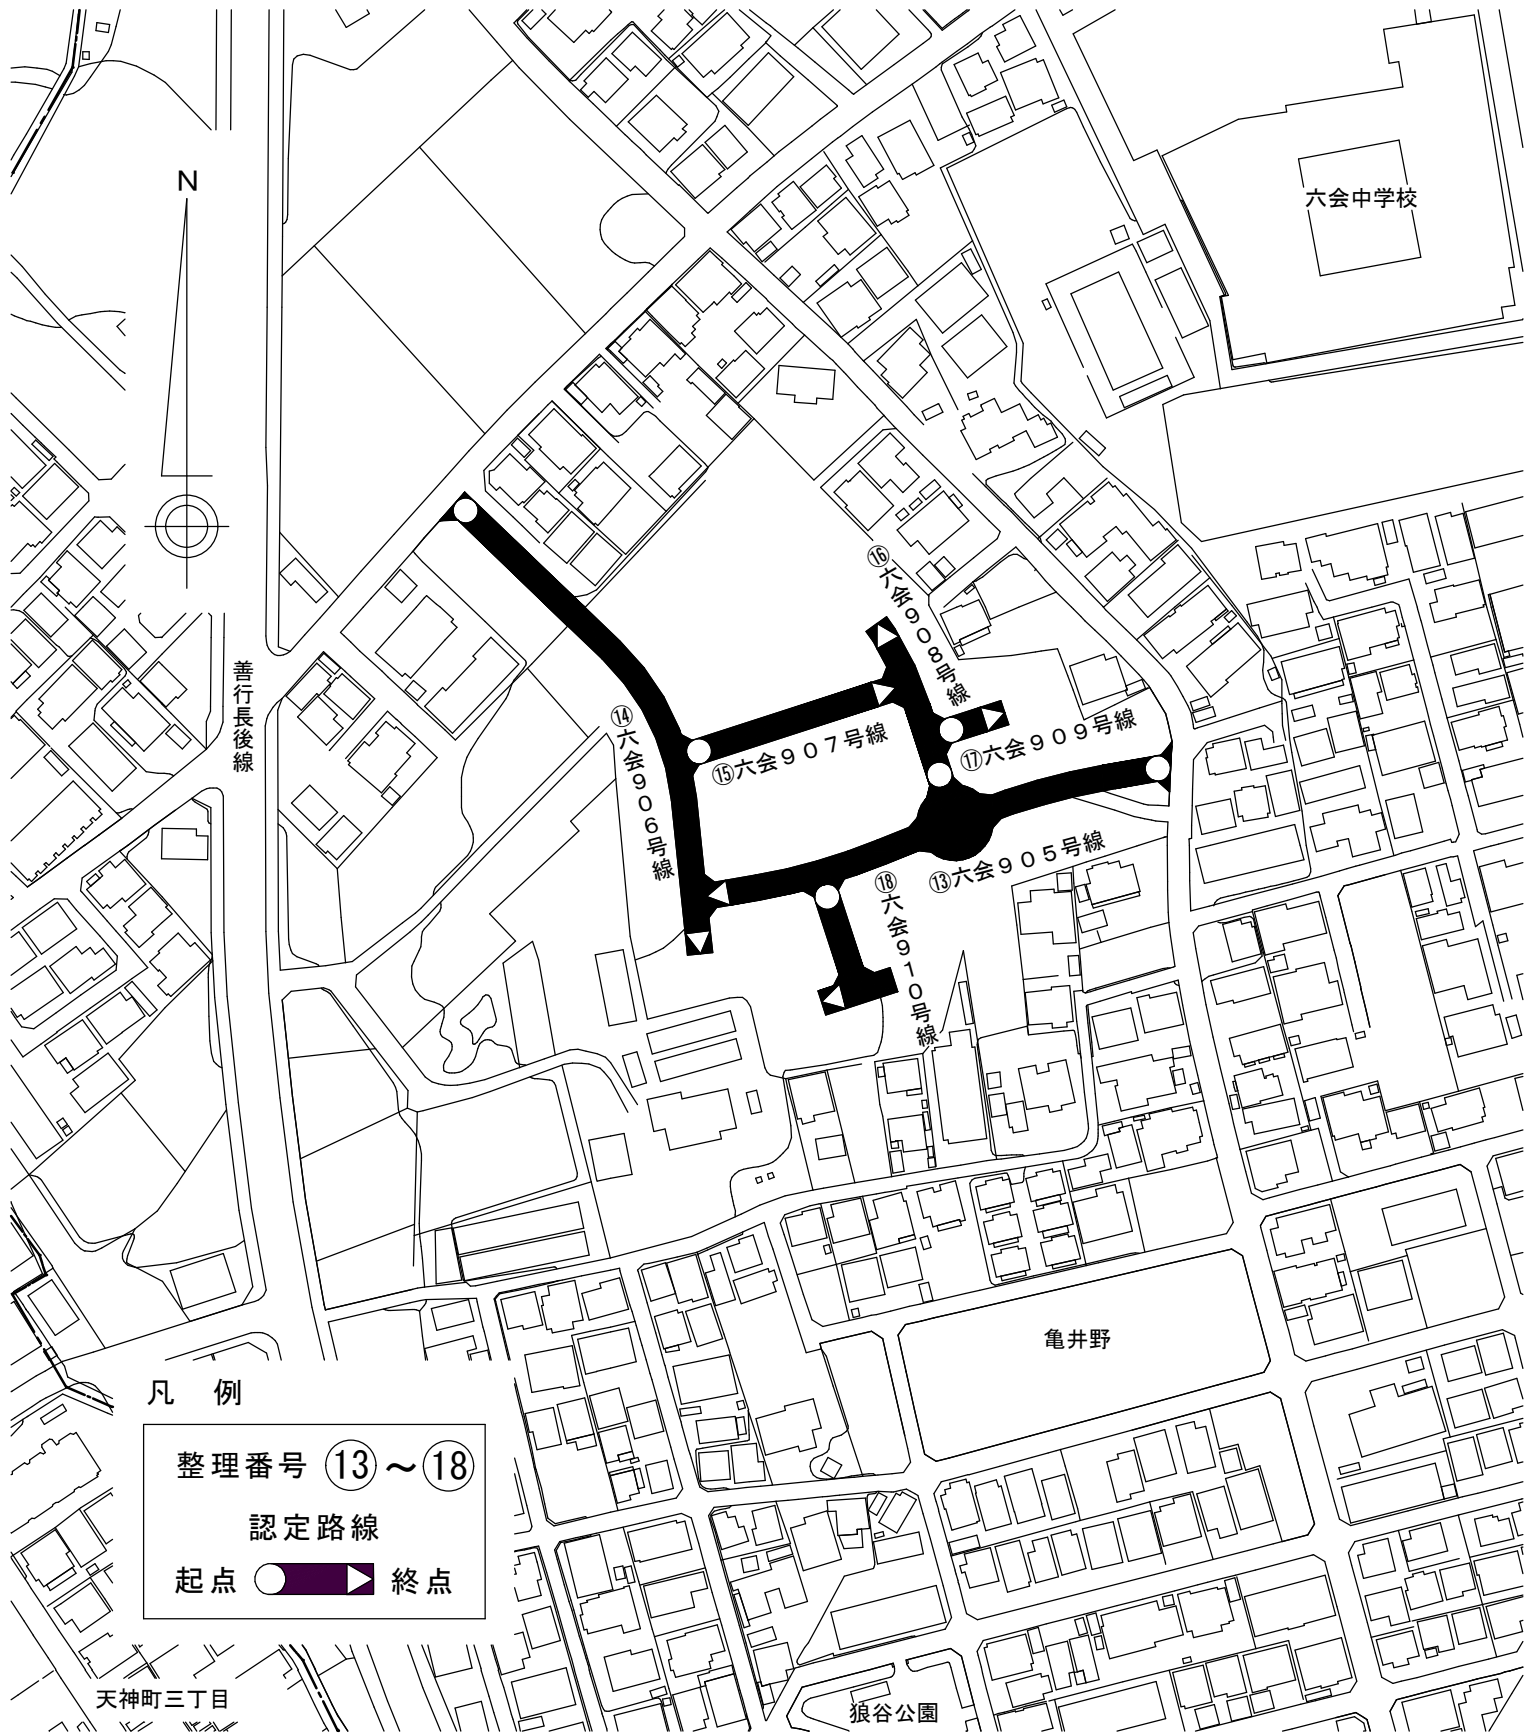 N
六会中学校
善行長後線
⑯六会９０８号線
⑭六会９０６号線
⑮六会９０７号線
⑰六会９０９号線
⑬六会９０５号線
⑱六会９１０号線
亀井野
凡　例
整理番号 ⑬～⑱
認定路線
起点 終点
天神町三丁目
狼谷公園